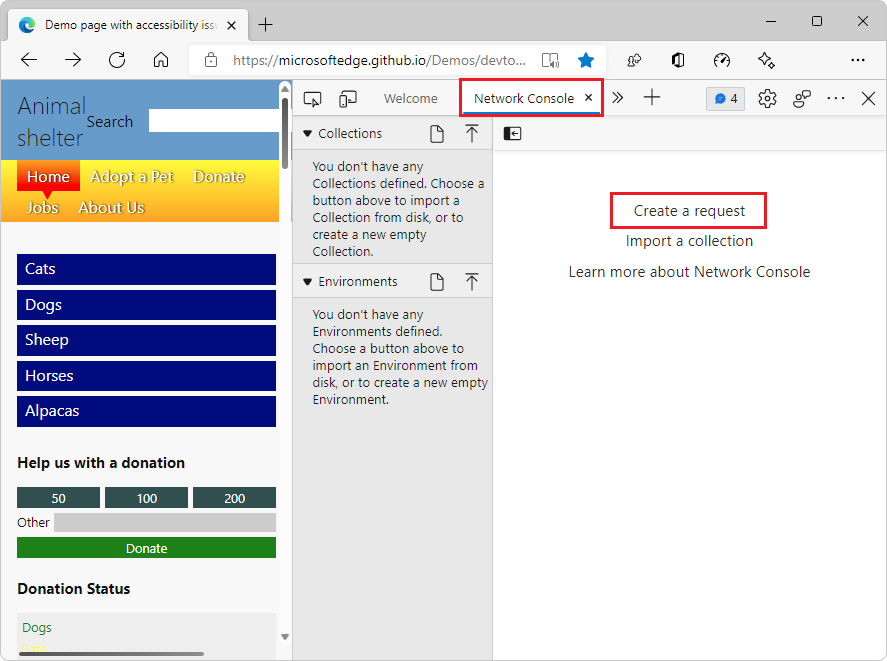 Demo page with accessibility iss
https://microsoftedge.github.io/Demos/devto...
Animal
shelter
Search
Home
Adopt a Pet
Donate
Jobs
About Us
Cats
Dogs
Sheep
Horses
Alpacas
Help us with a donation
50
100
200
Other
Donate
Donation Status
Dogs
Cats
Welcome
Network Console
4
Collections
You don't have any
Collections defined. Choose a
button above to import a
Collection from disk, or to
create a new empty
Collection.
Environments
You don't have any
Environments defined.
Choose a button above to
import an Environment from
disk, or to create a new empty
Environment.
Create a request
Import a collection
Learn more about Network Console